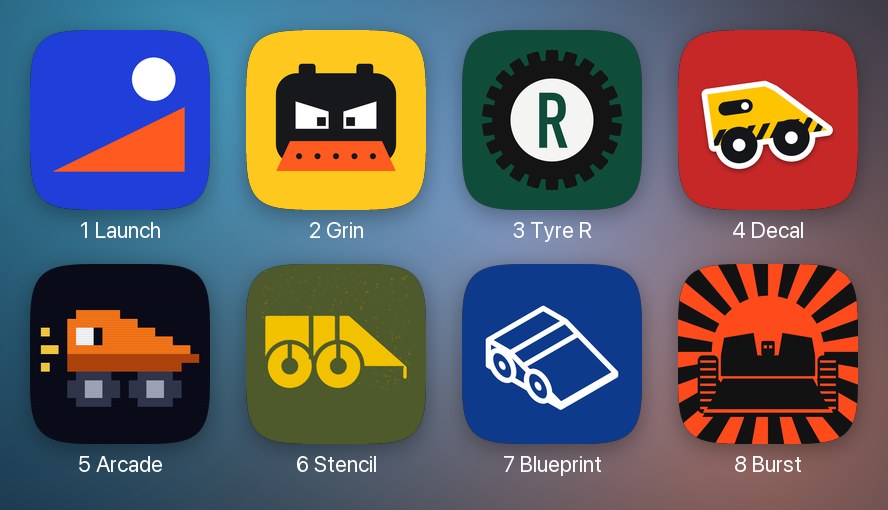 R
1 Launch
2 Grin
3 Tyre R
4 Decal
5 Arcade
6 Stencil
7 Blueprint
8 Burst